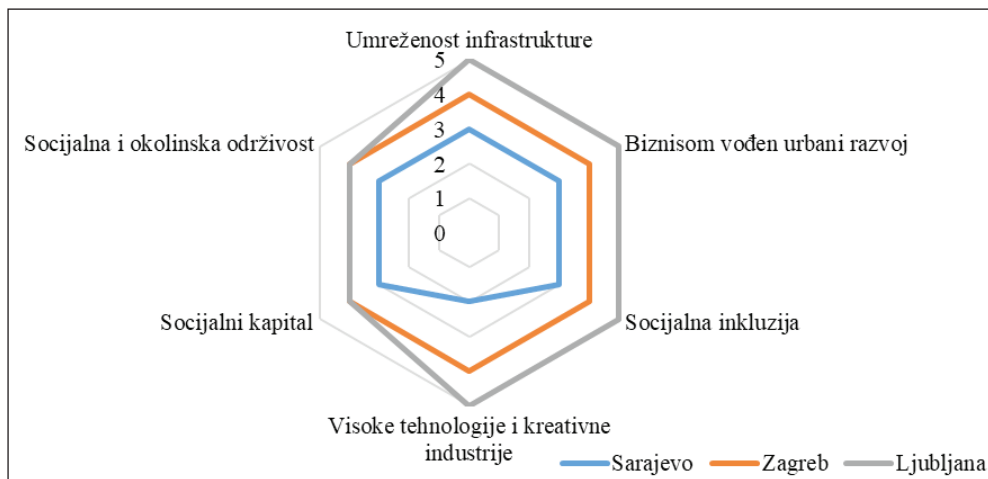 Umreženost infrastrukture
5
4
3
2
1
0
Socijalna i okolinska održivost
Biznisom vođen urbani razvoj
Socijalni kapital
Socijalna inkluzija
Visoke tehnologije i kreativne
industrije
Sarajevo Zagreb Ljubljana